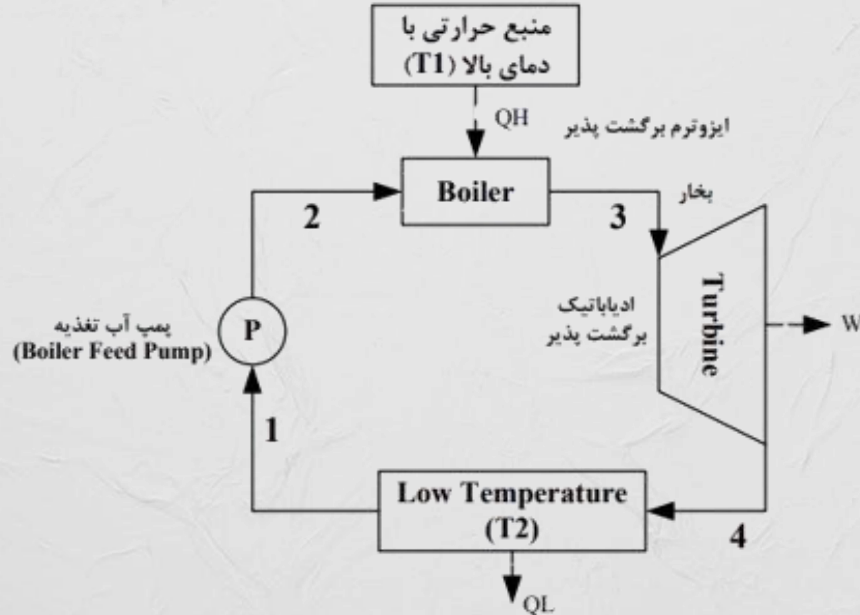 منبع حرارتی با
دمای بالا (T1)
QH
ایزوترم برگشت پذیر
Boiler
2
3
بخار
Turbine
W
ادیاباتیک
برگشت پذیر
پمپ آب تغذیه
(Boiler Feed Pump)
P
1
Low Temperature
(T2)
4
QL